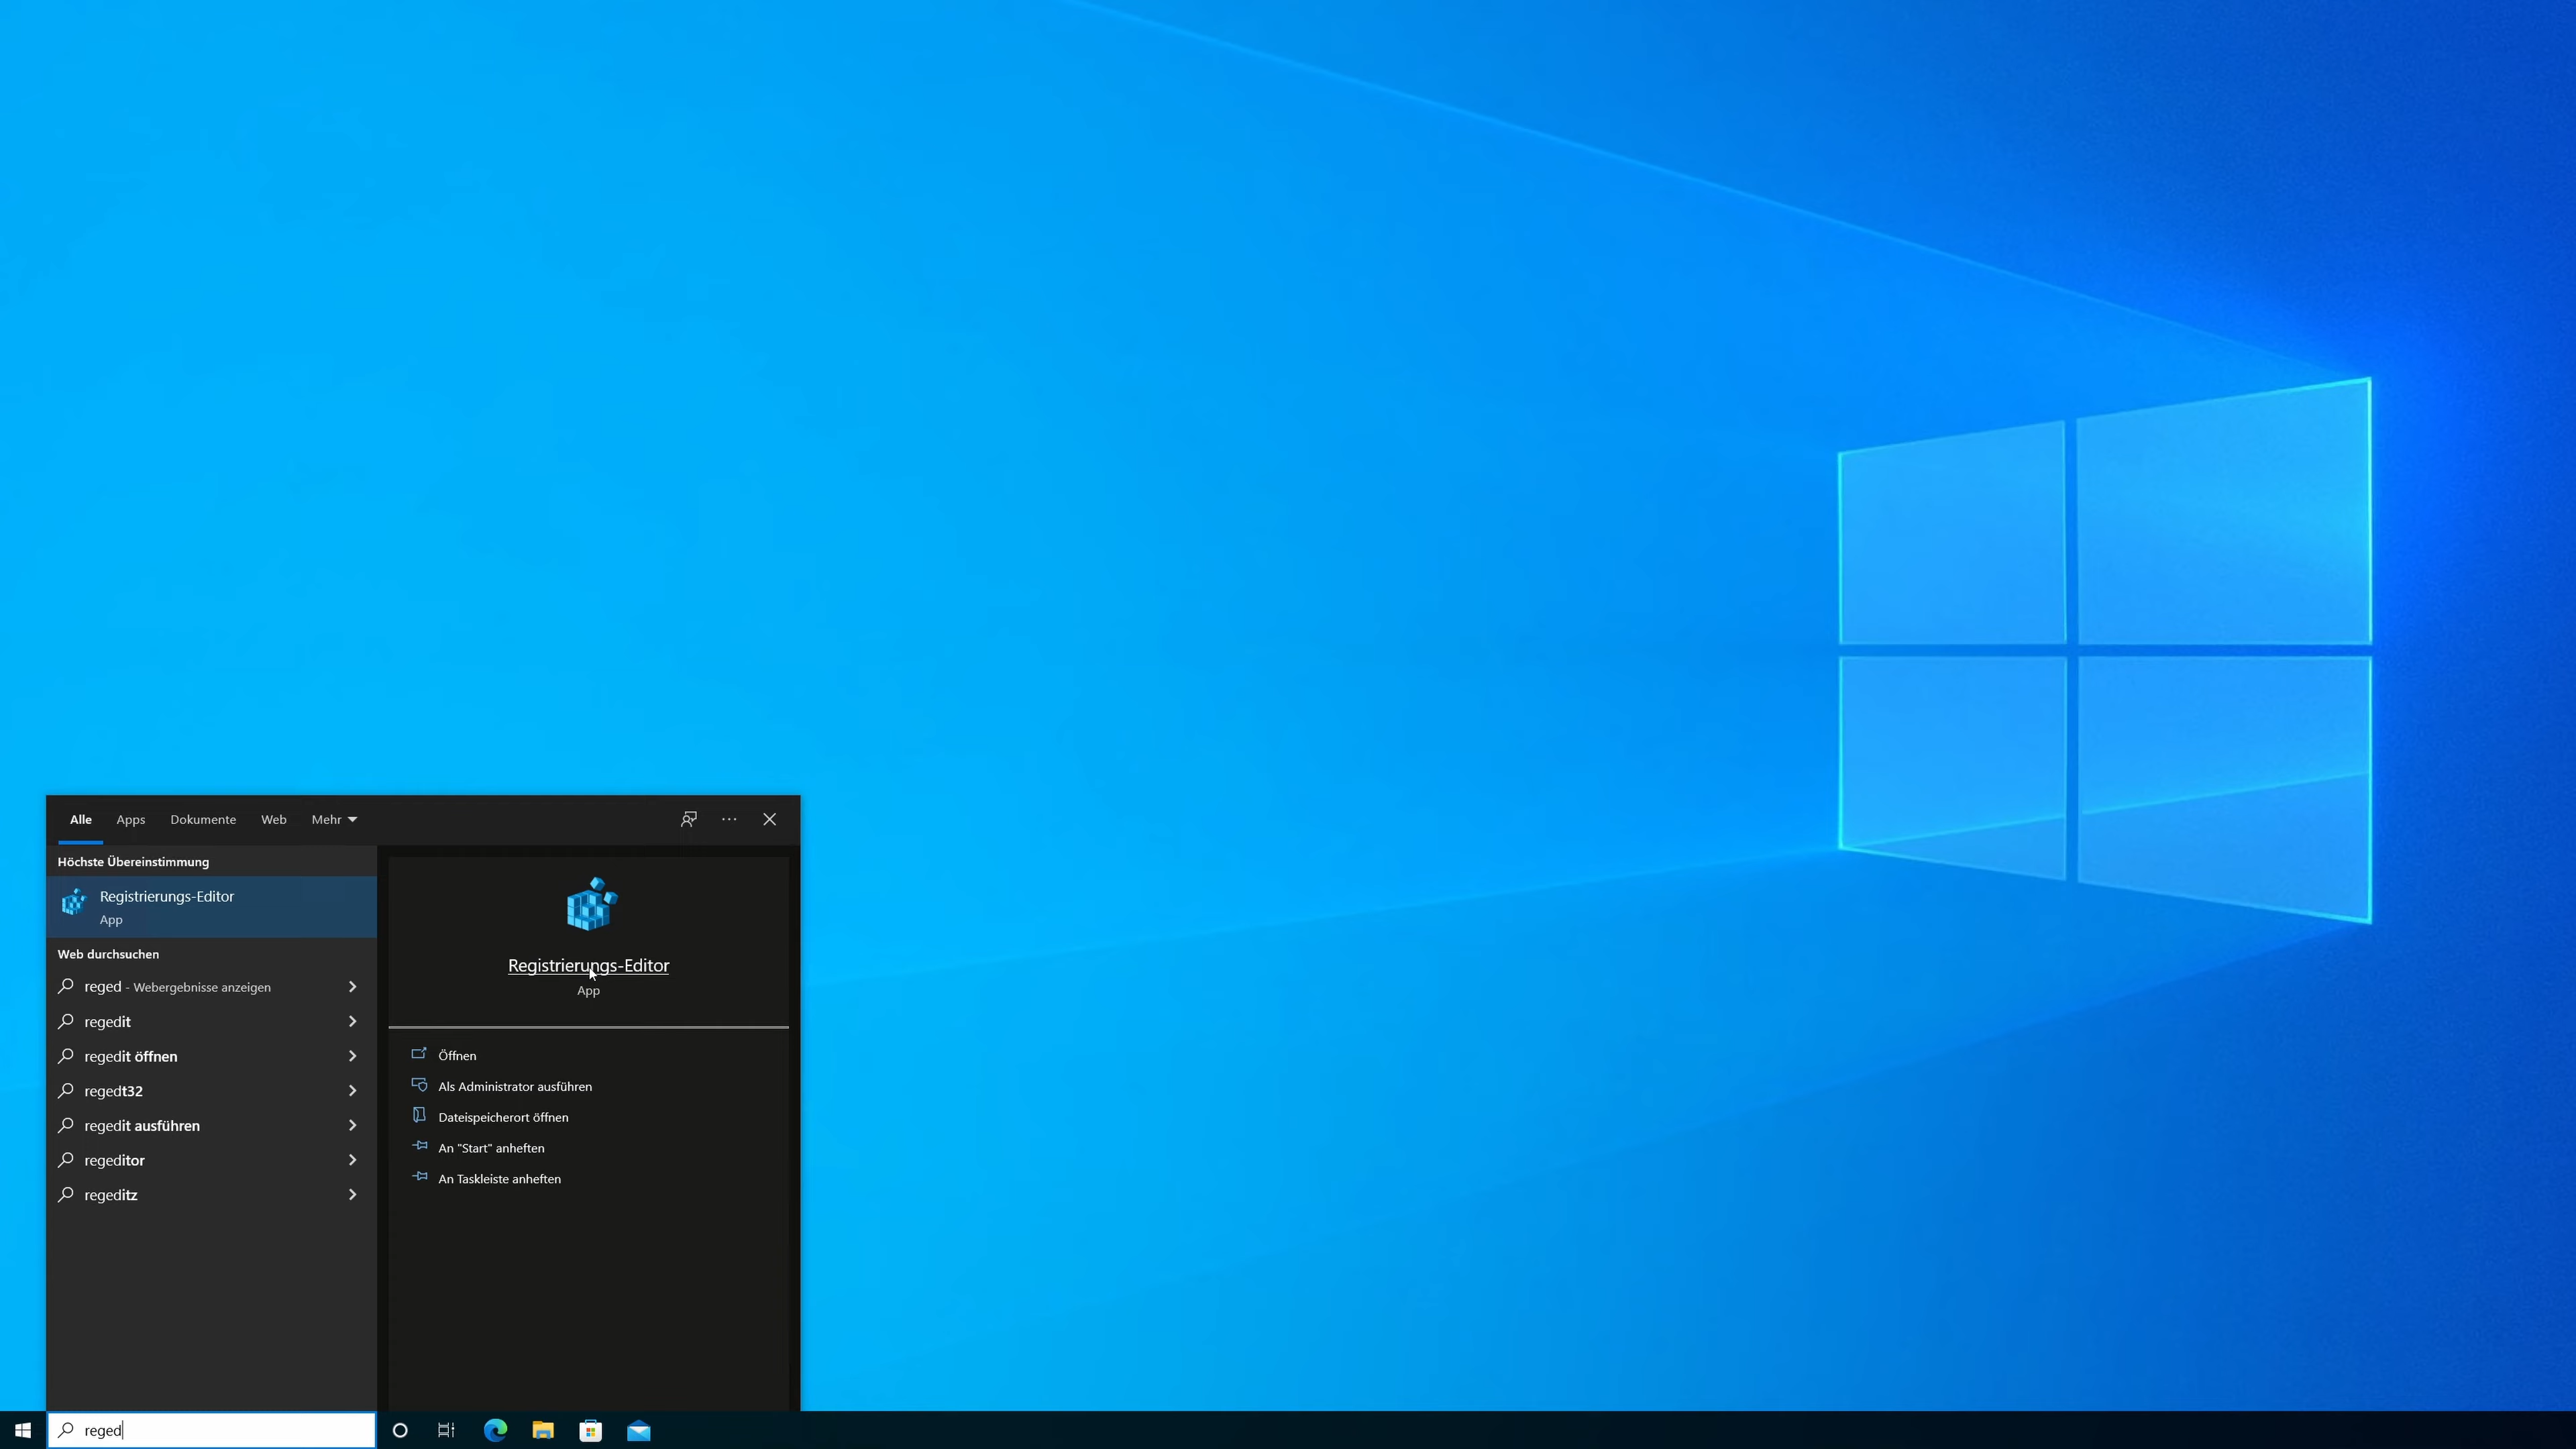 Alle Apps Dokumente Web Mehr
Höchste Übereinstimmung
Registrierungs-Editor
App
Web durchsuchen
reged - Webergebnisse anzeigen
regedit
regedit öffnen
regedt32
regedit ausführen
regeditor
regeditz
Registrierungs-Editor
App
Öffnen
Als Administrator ausführen
Dateispeicherort öffnen
An "Start" anheften
An Taskleiste anheften
reged